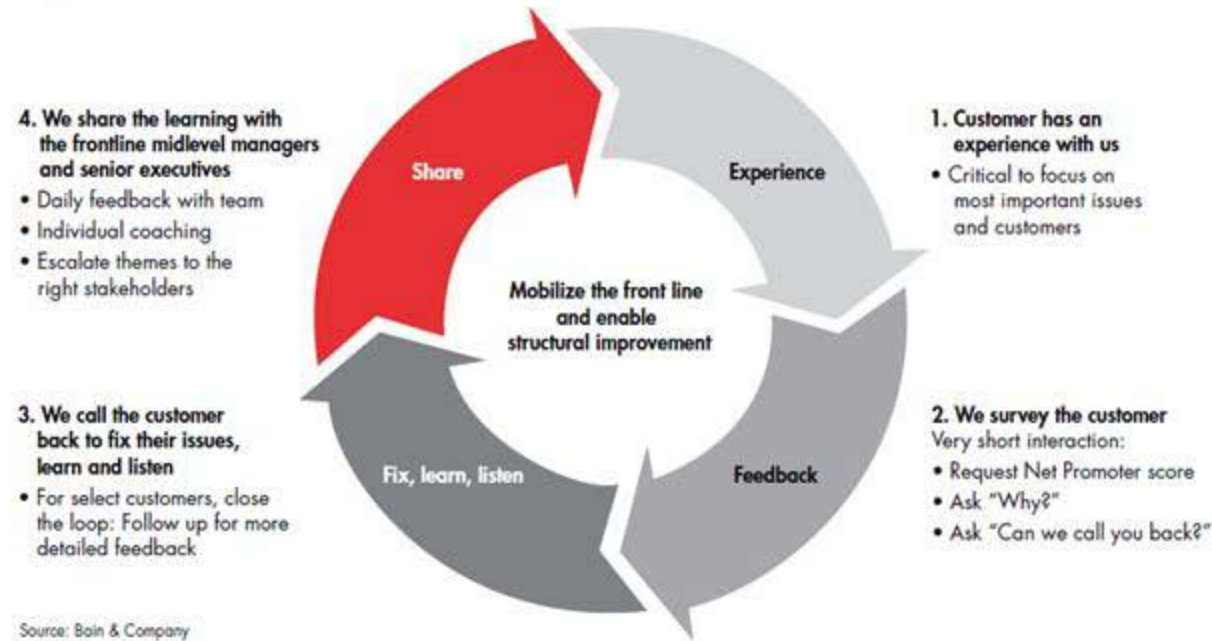 4. We share the learning with
the frontline midlevel managers
and senior executives
• Daily feedback with team
• Individual coaching
• Escalate themes to the
right stakeholders
Share
Experience
1. Customer has an
experience with us
• Critical to focus on
most important issues
and customers
Mobilize the front line
and enable
structural improvement
3. We call the customer
back to fix their issues,
learn and listen
• For select customers, close
the loop: Follow up for more
detailed feedback
Fix, learn, listen
Feedback
2. We survey the customer
Very short interaction:
• Request Net Promoter score
• Ask “Why?”
• Ask “Can we call you back?”
Source: Bain & Company